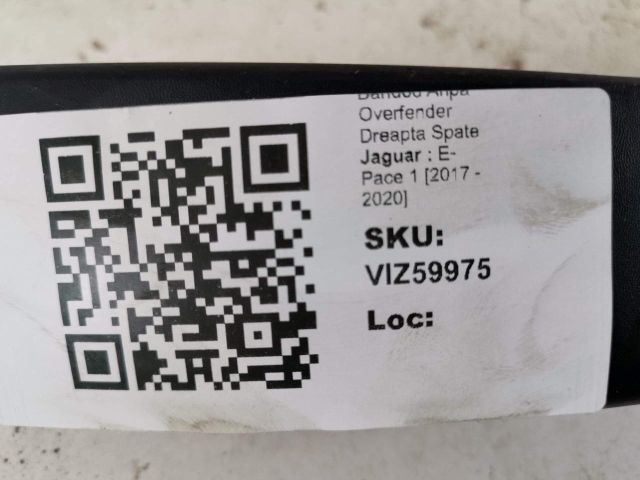 Overfender
Dreapta Spate
Jaguar : E-
Pace 1 [2017 -
2020]
SKU:
VIZ59975
Loc: